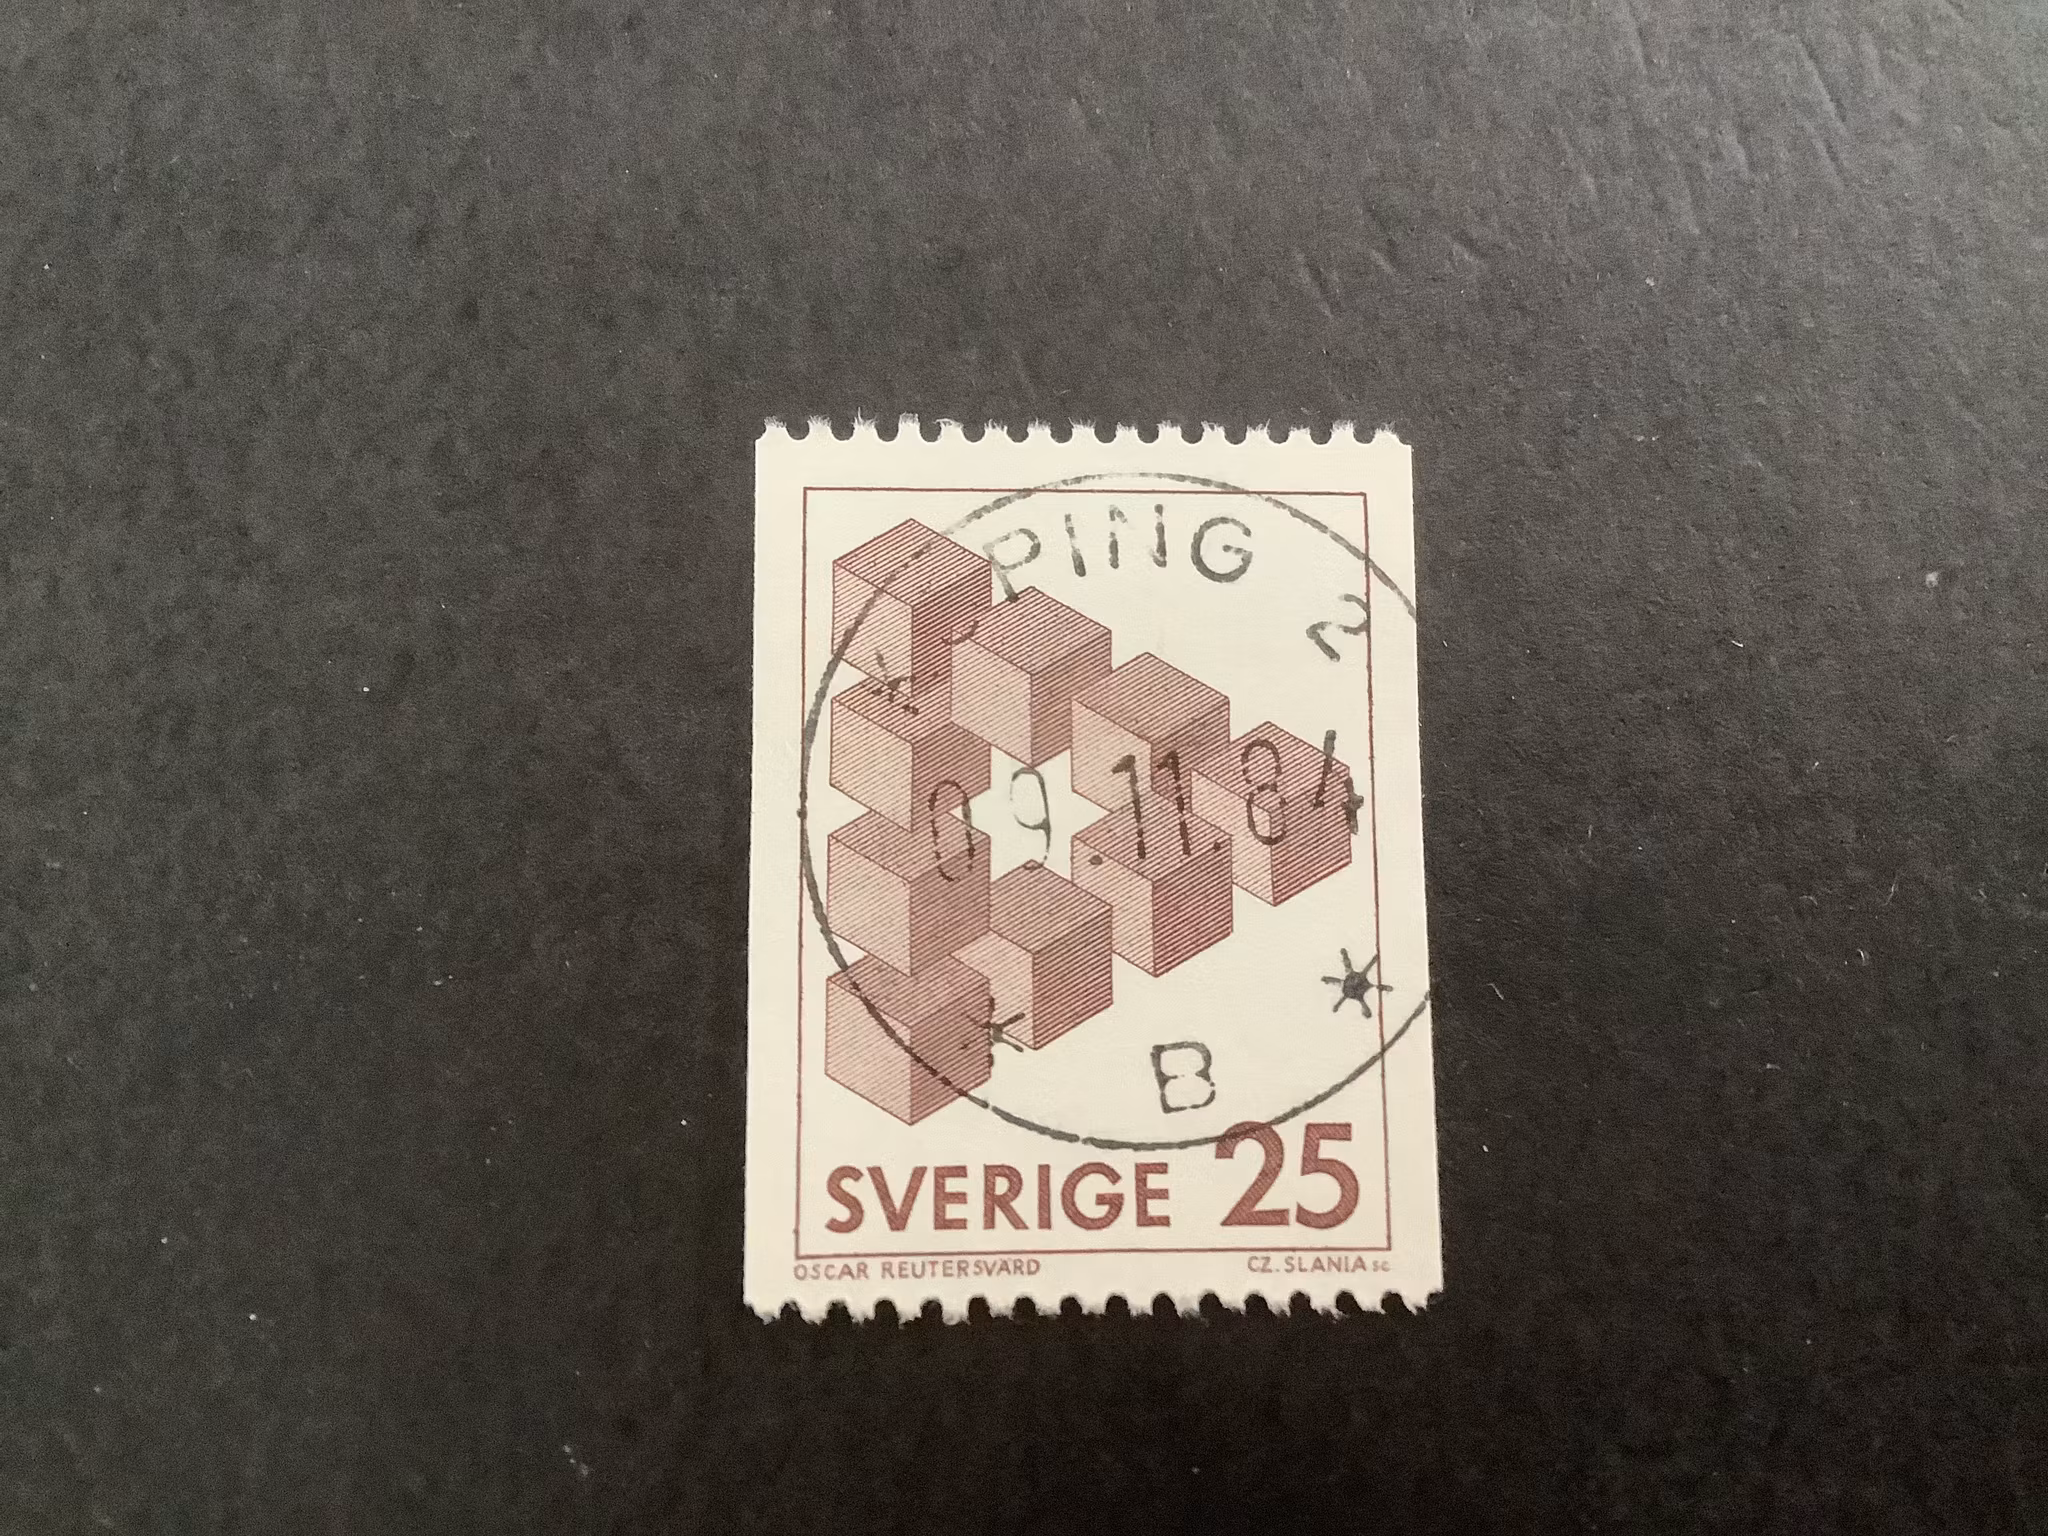 PING 2
09.11.84
B
SVERIGE 25
OSCAR REUTERSVÄRD CZ. SLANIA sc